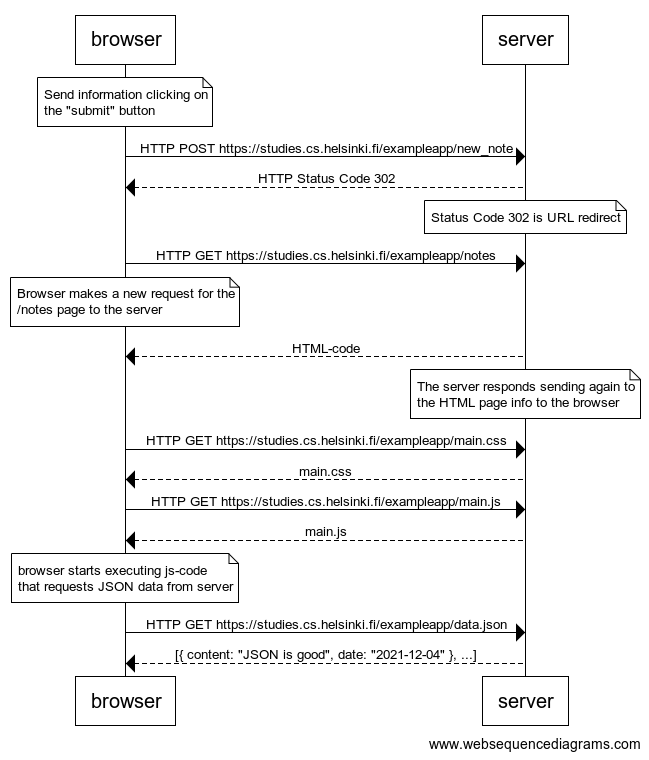 browser
server
Send information clicking on
the "submit" button
HTTP POST https://studies.cs.helsinki.fi/exampleapp/new_note
HTTP Status Code 302
Status Code 302 is URL redirect
HTTP GET https://studies.cs.helsinki.fi/exampleapp/notes
Browser makes a new request for the
/notes page to the server
HTML-code
The server responds sending again to
the HTML page info to the browser
HTTP GET https://studies.cs.helsinki.fi/exampleapp/main.css
main.css
HTTP GET https://studies.cs.helsinki.fi/exampleapp/main.js
main.js
browser starts executing js-code
that requests JSON data from server
HTTP GET https://studies.cs.helsinki.fi/exampleapp/data.json
[{ content: "JSON is good", date: "2021-12-04" }, ...]
browser
server
www.websequencediagrams.com